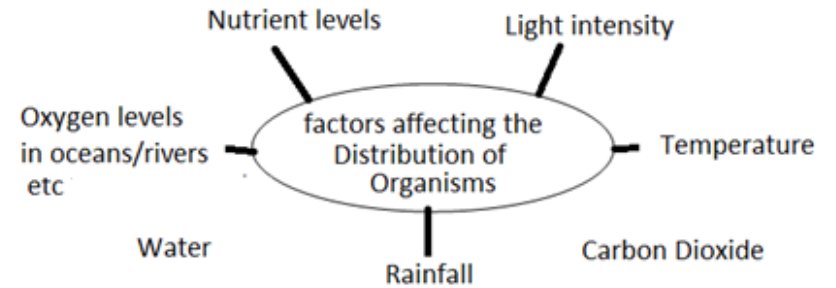 Nutrient levels
Light intensity
Oxygen levels
in oceans/rivers
etc
factors affecting the
Distribution of
Organisms
Temperature
Water
Rainfall
Carbon Dioxide